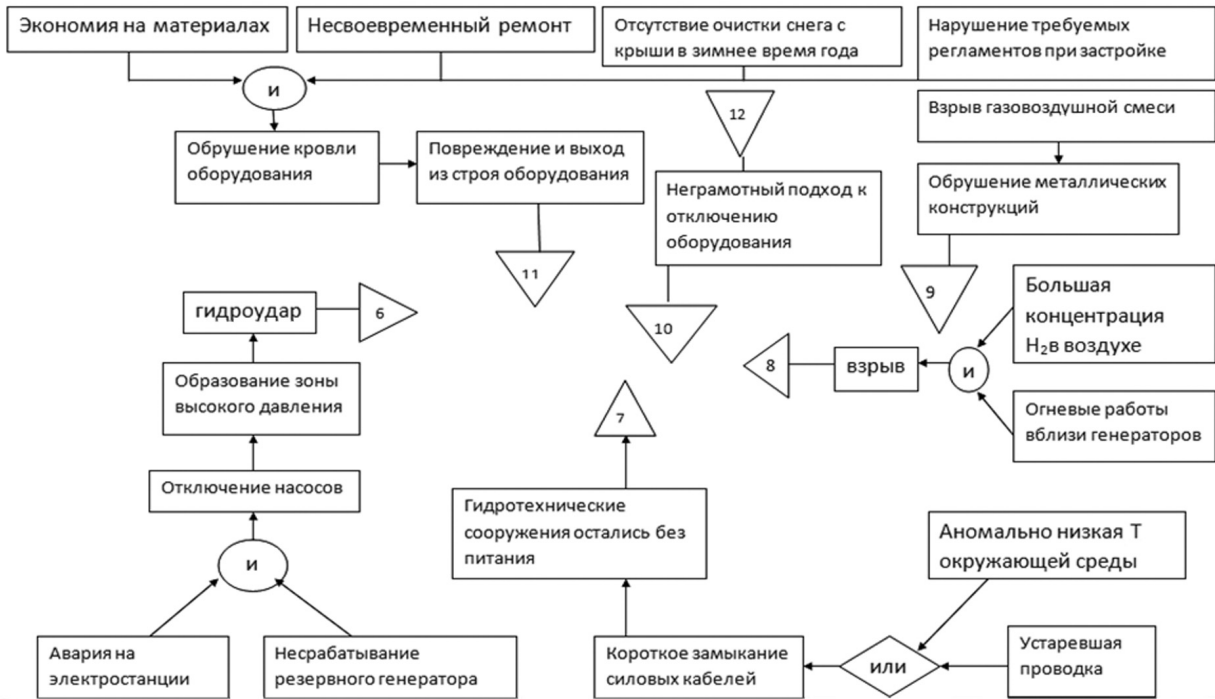 Экономия на материалах
Несвоевременный ремонт
Отсутствие очистки снега с
крыши в зимнее время года
Нарушение требуемых
регламентов при застройке
и
12
Взрыв газовоздушной смеси
Обрушение кровли
оборудования
Повреждение и выход
из строя оборудования
Неграмотный подход к
отключению
оборудования
Обрушение металлических
конструкций
11
9
гидроудар
6
10
Большая
концентрация
H₂в воздухе
8
взрыв
и
Образование зоны
высокого давления
7
Огневые работы
вблизи генераторов
Отключение насосов
Гидротехнические
сооружения остались без
питания
Аномально низкая Т
окружающей среды
и
Авария на
электростанции
Несрабатывание
резервного генератора
Короткое замыкание
силовых кабелей
или
Устаревшая
проводка